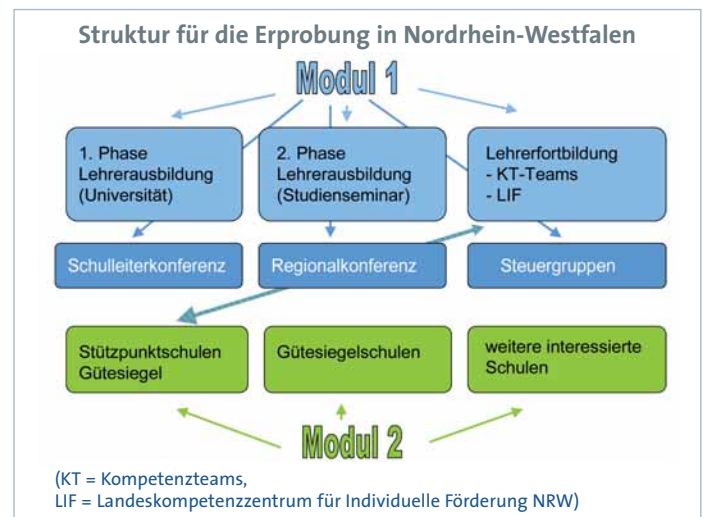 Struktur für die Erprobung in Nordrhein-Westfalen
Modul 1
1. Phase
Lehrerausbildung
(Universität)
2. Phase
Lehrerausbildung
(Studienseminar)
Lehrerfortbildung
- KT-Teams
- LIF
Schulleiterkonferenz
Regionalkonferenz
Steuergruppen
Stützpunktschulen
Gütesiegel
Gütesiegelschulen
weitere interessierte
Schulen
Modul 2
(KT = Kompetenzteams,
LIF = Landeskompetenzzentrum für Individuelle Förderung NRW)